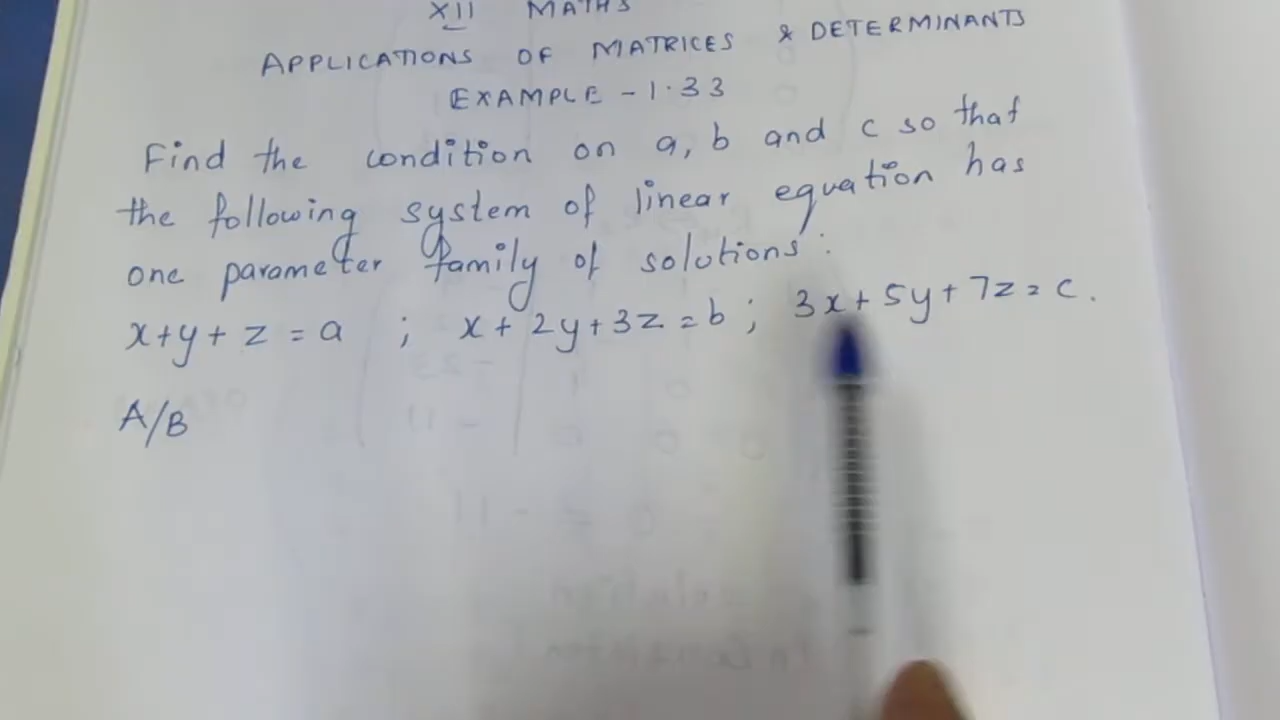 XII MATHS
APPLICATIONS OF MATRICES & DETERMINANTS
EXAMPLE - 1.33
Find the condition on a, b and c so that
the following system of linear equation has
one parameter family of solutions:
x+y+z=a ; x+2y+3z=b ; 3x+5y+7z=c.
A/B